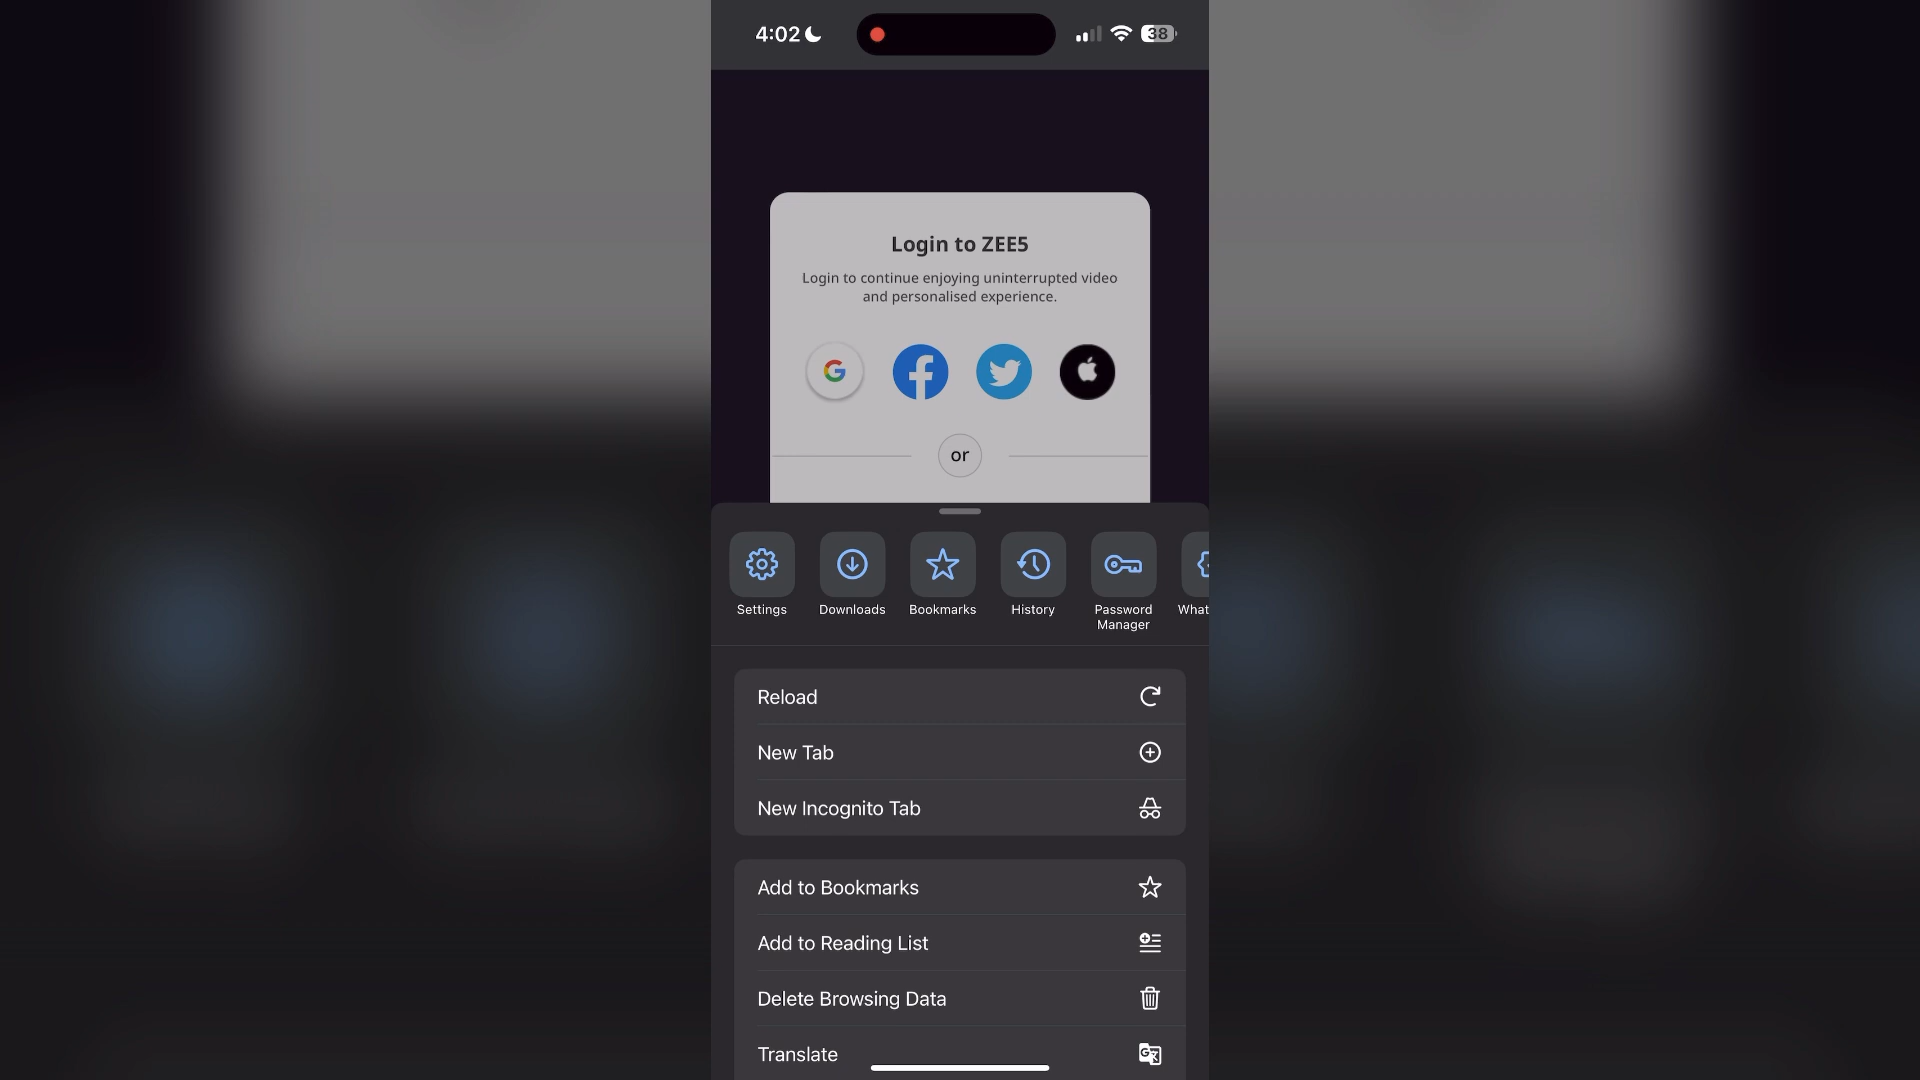 4:02
38
Login to ZEE5
Login to continue enjoying uninterrupted video
and personalised experience.
or
Settings
Downloads
Bookmarks
History
Password
Manager
What
Reload
New Tab
New Incognito Tab
Add to Bookmarks
Add to Reading List
Delete Browsing Data
Translate